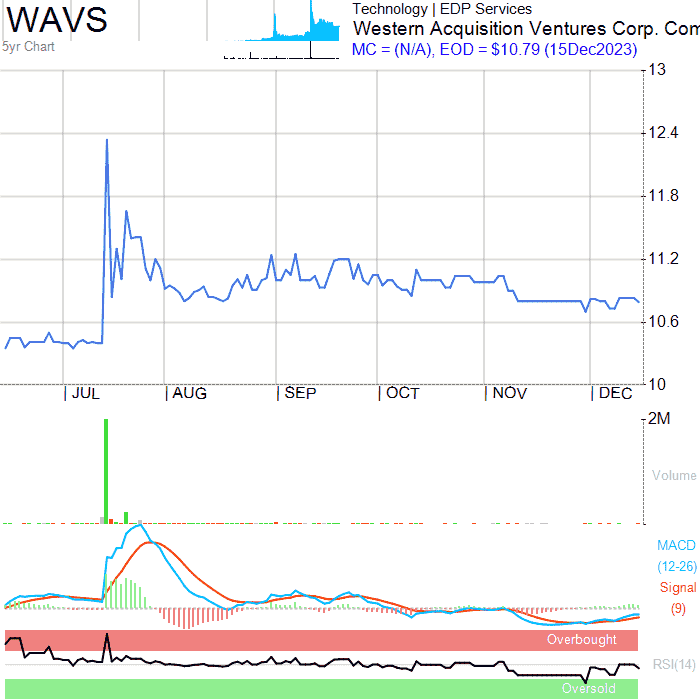 WAVS
5yr Chart
Technology | EDP Services
Western Acquisition Ventures Corp. Com
MC = (N/A), EOD = $10.79 (15Dec2023)
13
12.4
11.8
11.2
10.6
10
JUL AUG SEP OCT NOV DEC
2M
Volume
MACD
(12-26)
Signal
(9)
Overbought
RSI(14)
Oversold